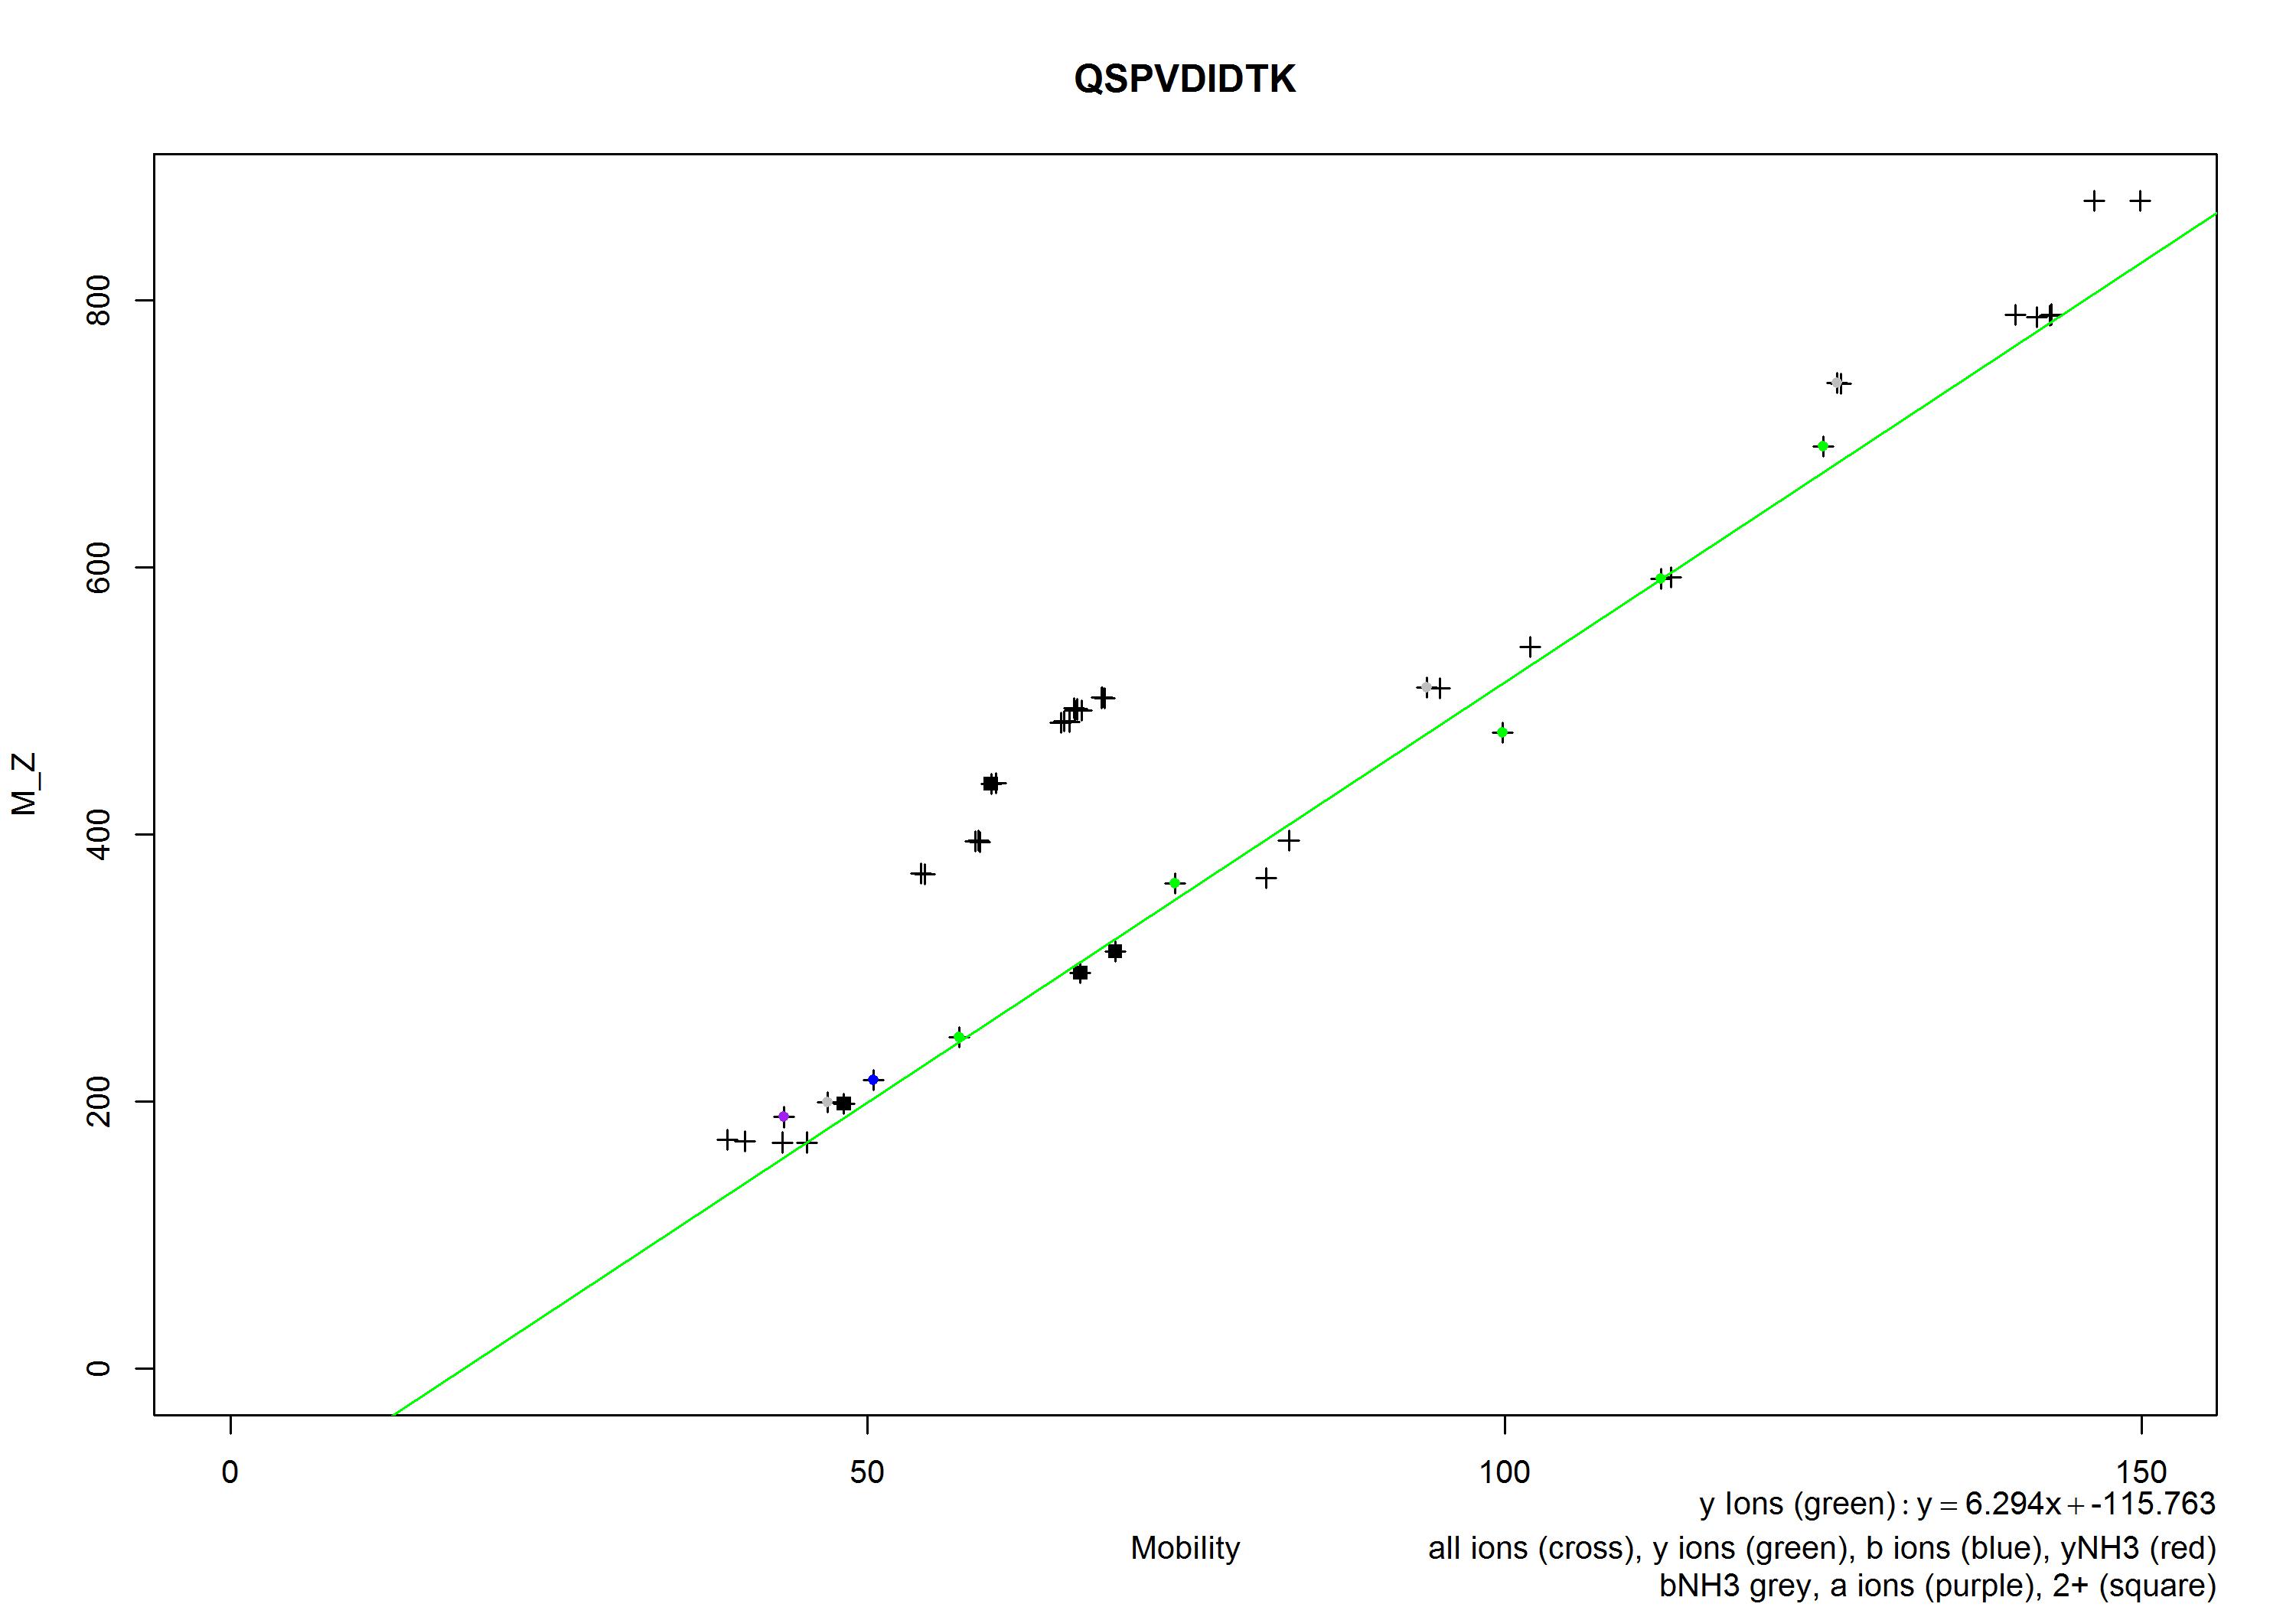 QSPVDIDTK
M_Z
800
600
400
200
0
0 50 100 150
y Ions (green) : y = 6.294x + -115.763
Mobility
all ions (cross), y ions (green), b ions (blue), yNH3 (red)
bNH3 grey, a ions (purple), 2+ (square)